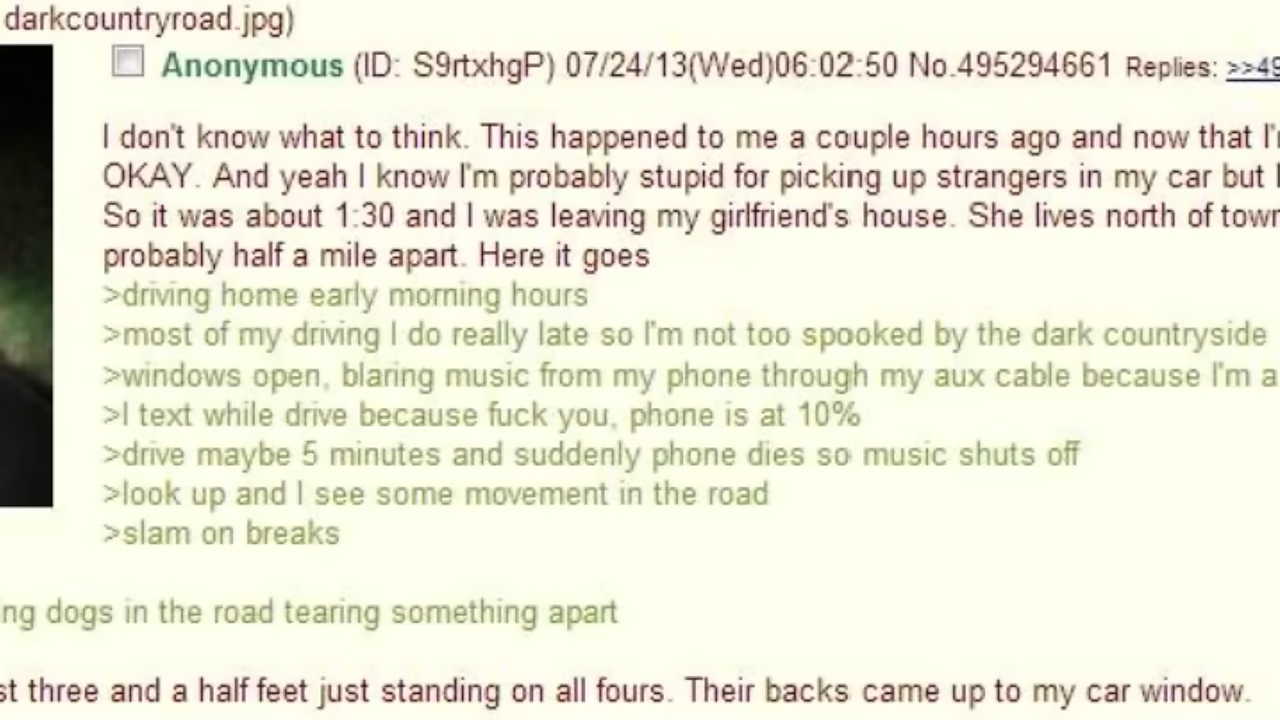 darkcountryroad.jpg)
Anonymous (ID: S9rtxhgP) 07/24/13(Wed)06:02:50 No.495294661 Replies: >>49
I don't know what to think. This happened to me a couple hours ago and now that I'
OKAY. And yeah I know I'm probably stupid for picking up strangers in my car but I
So it was about 1:30 and I was leaving my girlfriend's house. She lives north of town
probably half a mile apart. Here it goes
>driving home early morning hours
>most of my driving I do really late so I'm not too spooked by the dark countryside
>windows open, blaring music from my phone through my aux cable because I'm a
>I text while drive because fuck you, phone is at 10%
>drive maybe 5 minutes and suddenly phone dies so music shuts off
>look up and I see some movement in the road
>slam on breaks
ng dogs in the road tearing something apart
st three and a half feet just standing on all fours. Their backs came up to my car window.